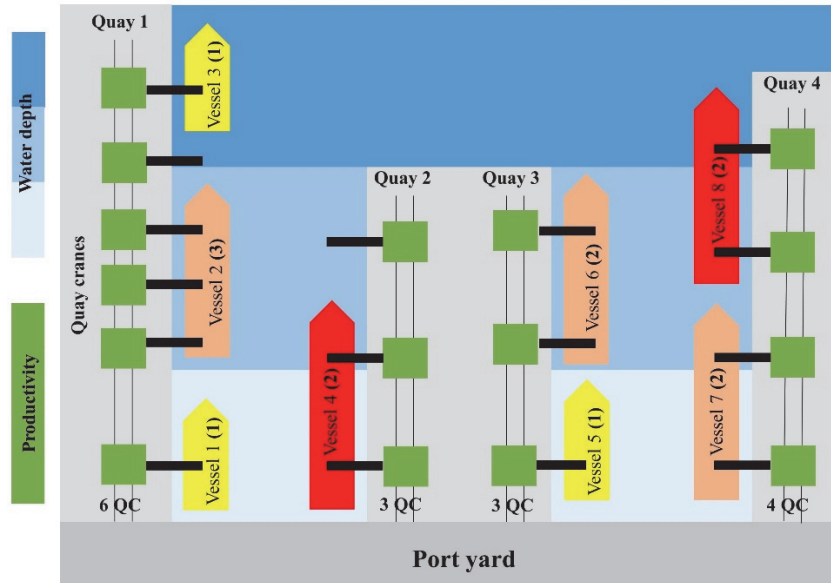 Quay 1
Vessel 3 (1)
Quay 4
Water depth
Vessel 8 (2)
Quay 2
Quay 3
Quay cranes
Vessel 2 (3)
Vessel 6 (2)
Productivity
Vessel 4 (2)
Vessel 7 (2)
Vessel 1 (1)
Vessel 5 (1)
6 QC
3 QC
3 QC
4 QC
Port yard